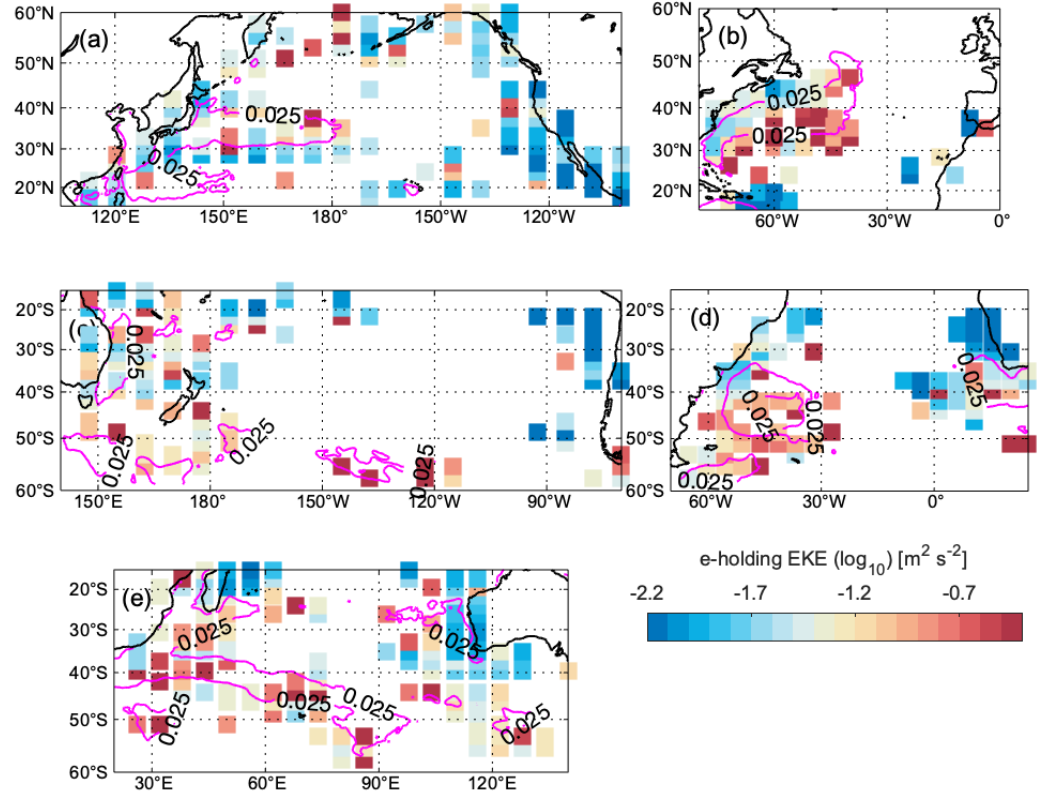 60°N
(a)
50°N
40°N
0.025
30°N
0.025
20°N
120°E 150°E 180°W 150°W 120°W
60°N
(b)
50°N
40°N
0.025
0.025
30°N
20°N
60°W 30°W 0°
20°S
(c)
0.025
30°S
40°S
50°S
0.025
0.025
0.025
60°S
150°E 180°W 150°W 120°W 90°W
20°S
(d)
30°S
0.025
40°S
0.025
0.025
50°S
0.025
60°S
60°W 30°W 0°
e-holding EKE (log10) [m2 s-2]
-2.2 -1.7 -1.2 -0.7
20°S
(e)
30°S
0.025
0.025
40°S
0.025
0.025
50°S
0.025
0.025
60°S
30°E 60°E 90°E 120°E